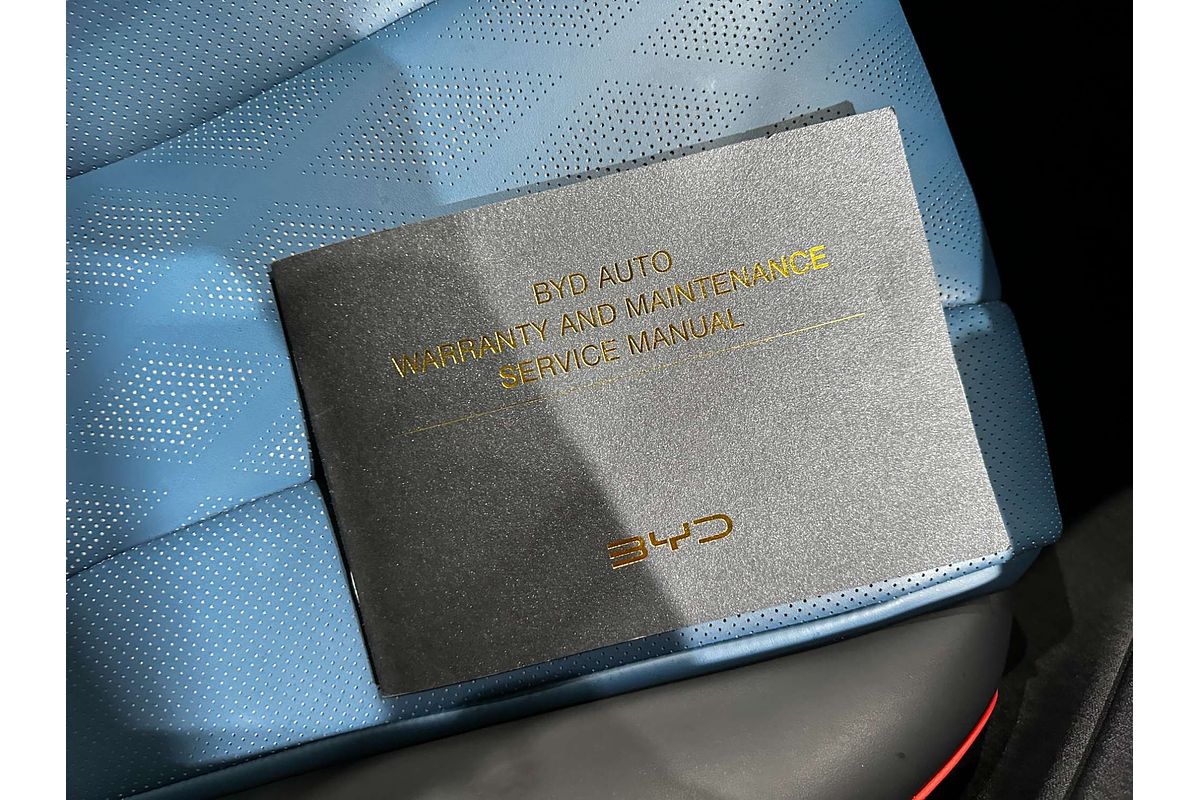 BYD AUTO
WARRANTY AND MAINTENANCE
SERVICE MANUAL
BYD